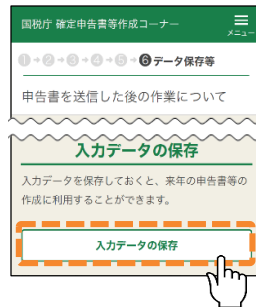 国税庁 確定申告書等作成コーナー
メニュー
❶→❷→❸→❹→❺→❻データ保存等
申告書を送信した後の作業について
入力データの保存
入力データを保存しておくと、来年の申告書等の
作成に利用することができます。
入力データの保存